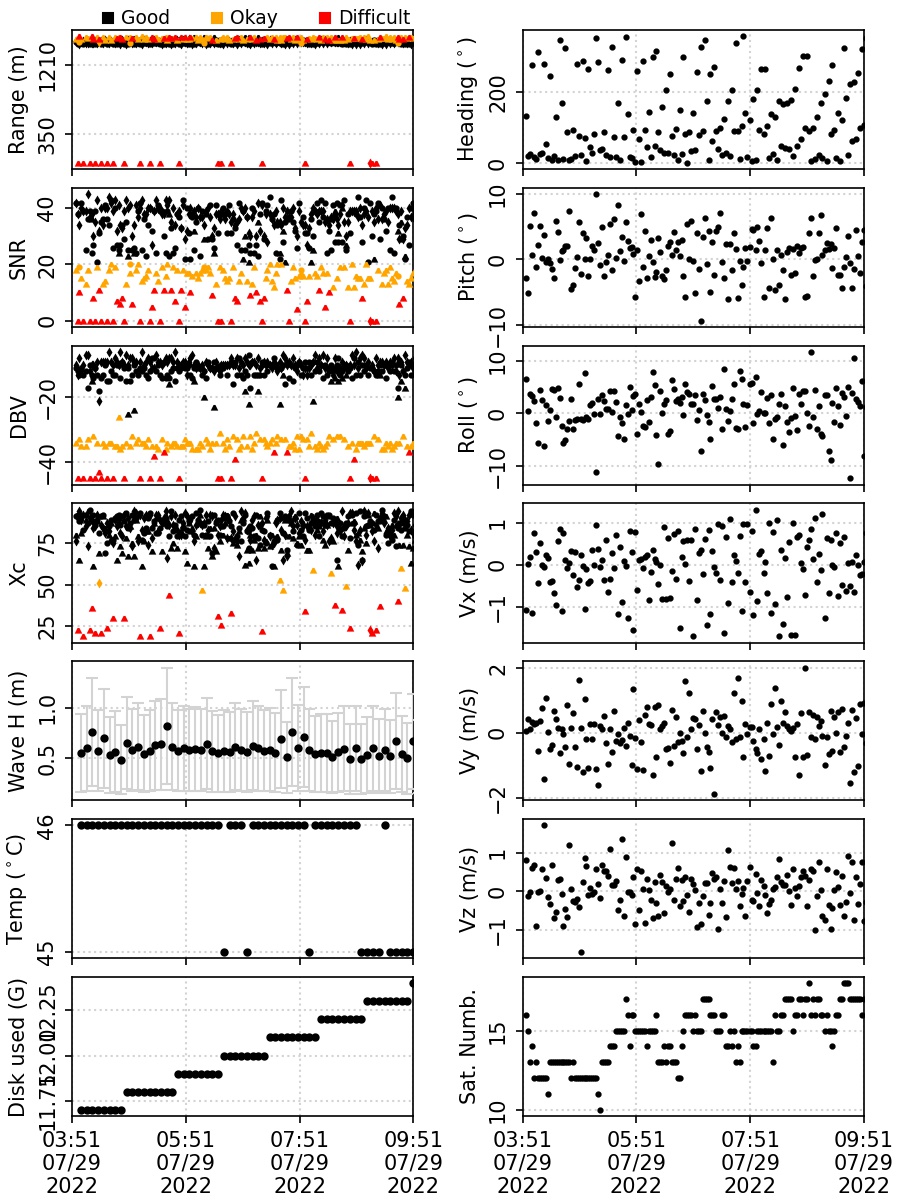 Good Okay Difficult
Range (m)
1210
350
Heading (°)
200
0
SNR
40
20
0
Pitch (°)
10
0
−10
DBV
−20
−40
Roll (°)
10
0
−10
Xc
75
50
25
Vx (m/s)
1
0
−1
Wave H (m)
1.0
0.5
Vy (m/s)
2
0
−2
Temp (°C)
46
45
Vz (m/s)
1
0
−1
Disk used (G)
12.25
12.00
11.75
Sat. Numb.
15
10
03:51 05:51 07:51 09:51
07/29 07/29 07/29 07/29
2022 2022 2022 2022
03:51 05:51 07:51 09:51
07/29 07/29 07/29 07/29
2022 2022 2022 2022